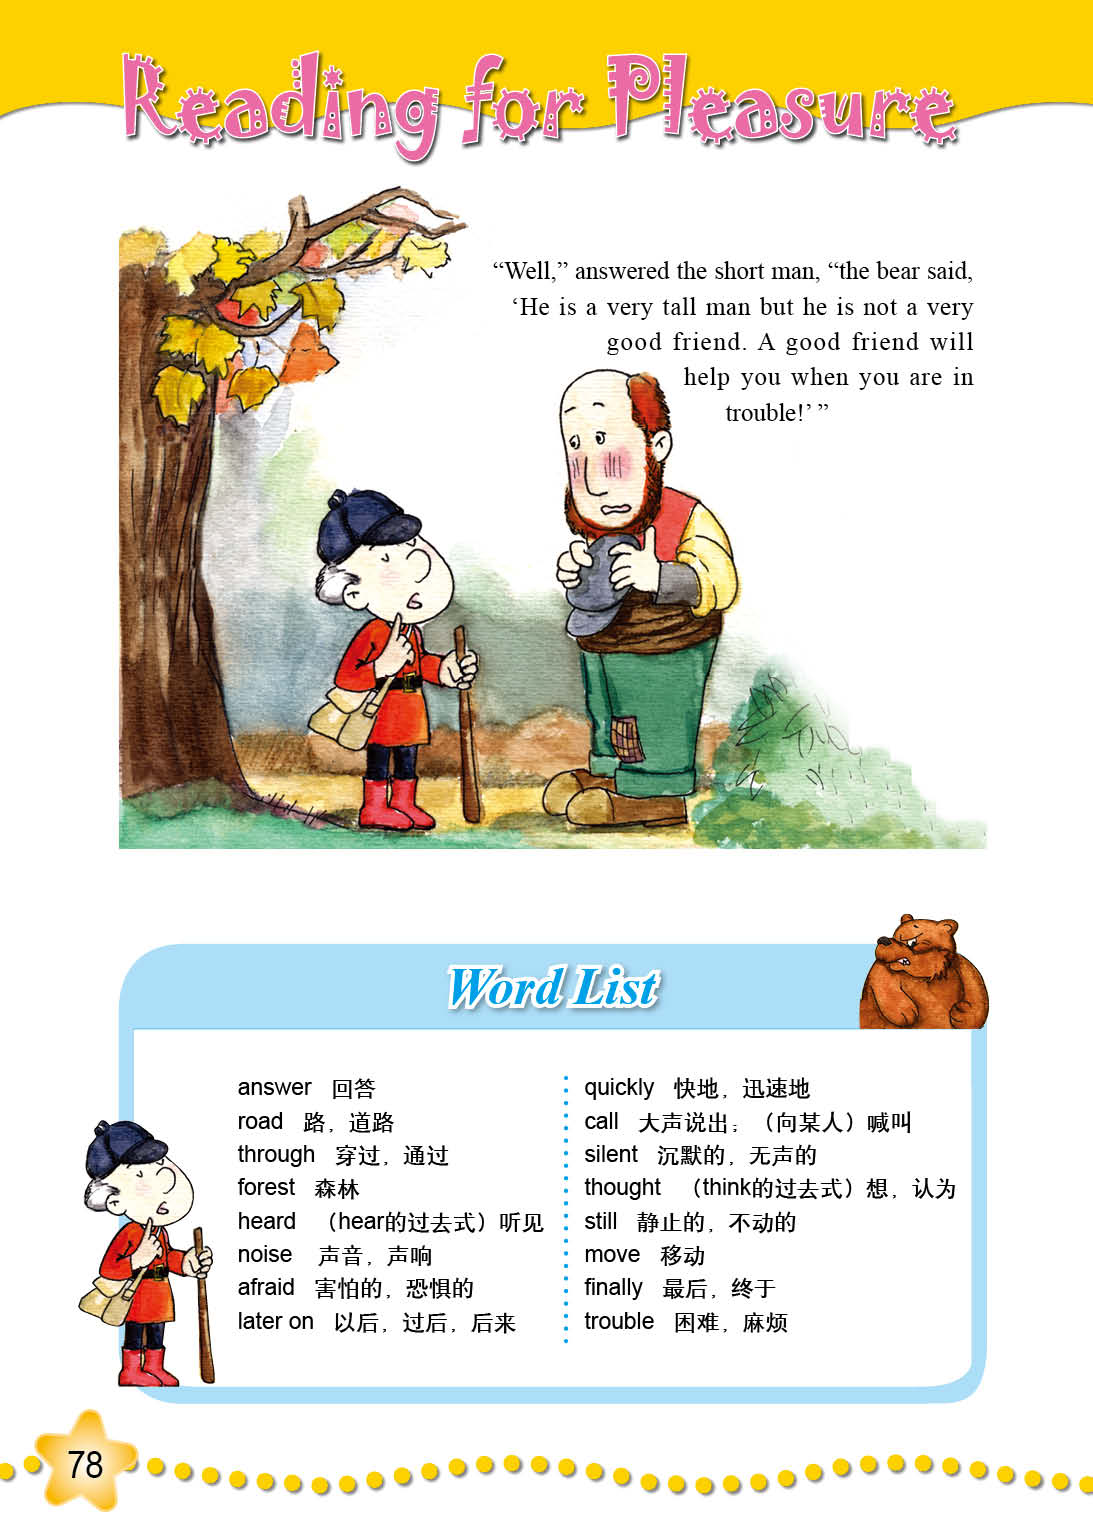 Reading for Pleasure
“Well,” answered the short man, “the bear said,
‘He is a very tall man but he is not a very
good friend. A good friend will
help you when you are in
trouble!’ ”
Word List
answer 回答
road 路，道路
through 穿过，通过
forest 森林
heard （hear的过去式）听见
noise 声音，声响
afraid 害怕的，恐惧的
later on 以后，过后，后来
quickly 快地，迅速地
call 大声说出；（向某人）喊叫
silent 沉默的，无声的
thought （think的过去式）想，认为
still 静止的，不动的
move 移动
finally 最后，终于
trouble 困难，麻烦
78